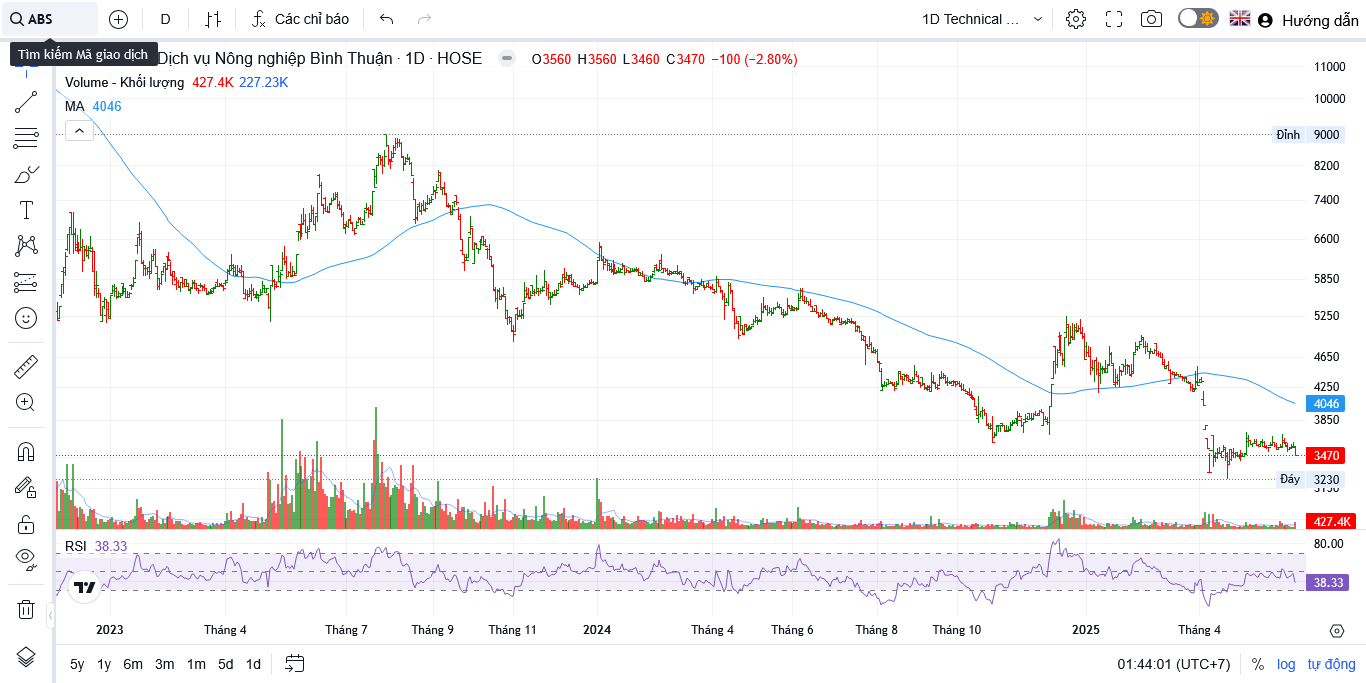 ABS
D
Các chỉ báo
1D Technical ...
Hướng dẫn
Tìm kiếm Mã giao dịch
Dịch vụ Nông nghiệp Bình Thuận · 1D · HOSE
O3560 H3560 L3460 C3470 −100 (−2.80%)
Volume - Khối lượng 427.4K 227.23K
MA 4046
11000
10000
Đỉnh 9000
8200
7400
6600
5850
5250
4650
4250
4046
3850
3470
Đáy 3230
427.4K
RSI 38.33
80.00
38.33
2023 Tháng 4 Tháng 7 Tháng 9 Tháng 11 2024 Tháng 4 Tháng 6 Tháng 8 Tháng 10 2025 Tháng 4
5y 1y 6m 3m 1m 5d 1d
01:44:01 (UTC+7) % log tự động